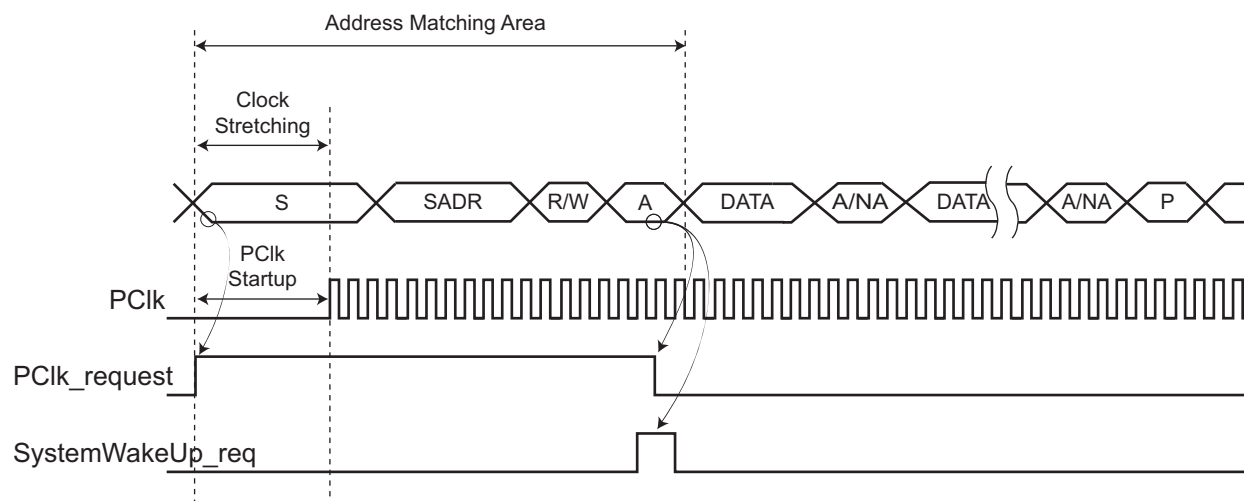 Address Matching Area
Clock
Stretching
S SADR R/W A DATA A/NA DATA A/NA P
PClk
Startup
PClk
PClk_request
SystemWakeUp_req